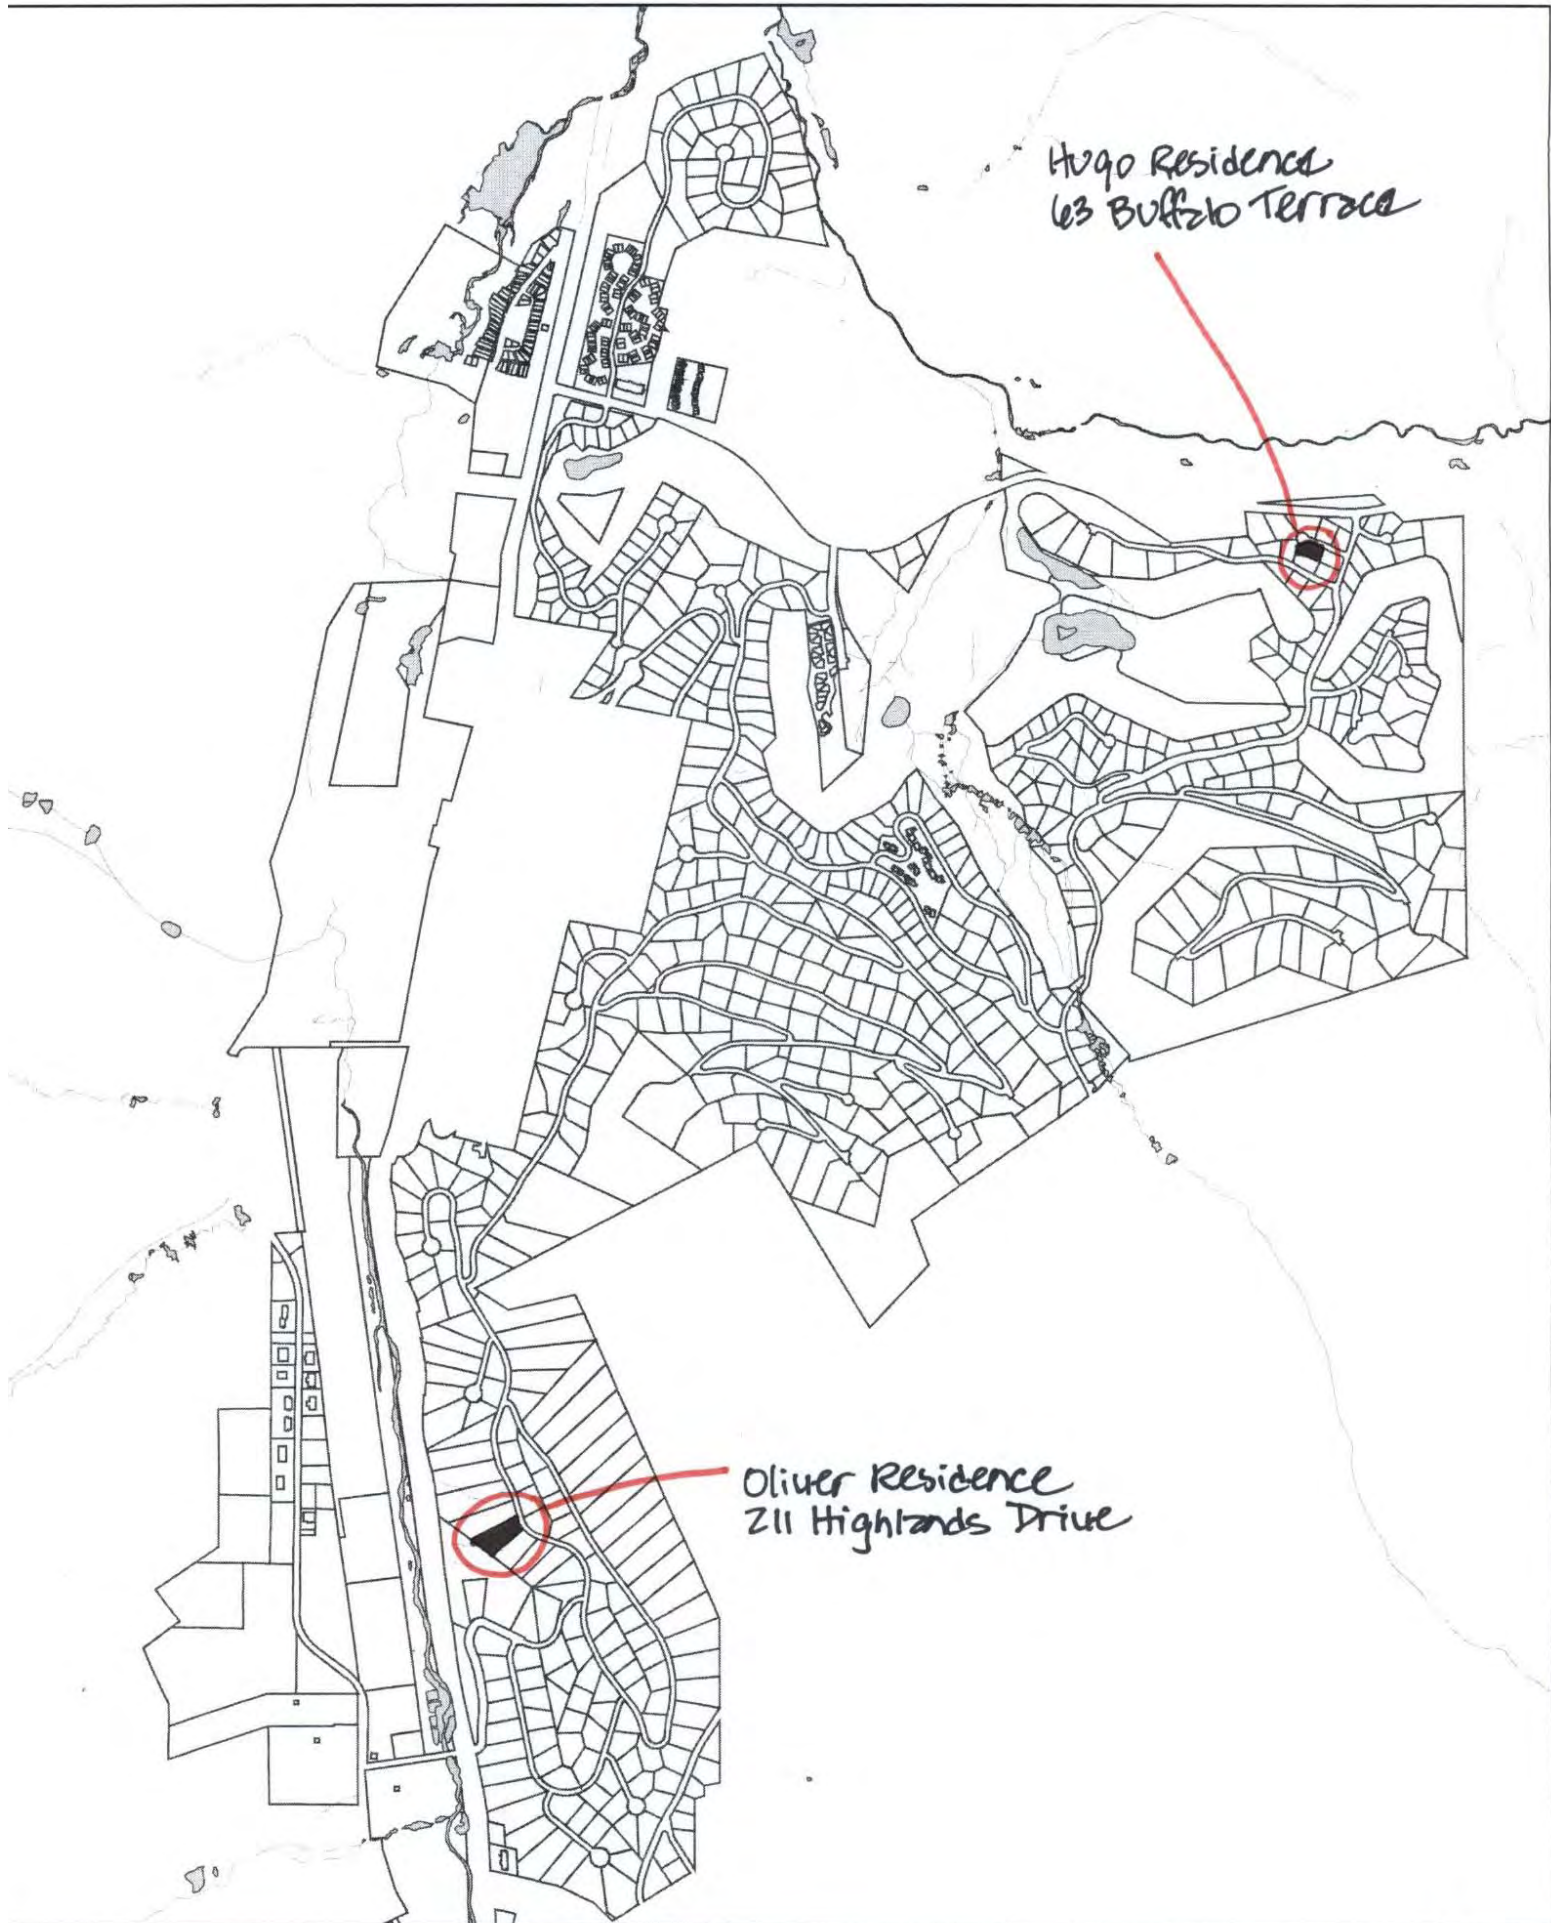 Hugo Residence
63 Buffalo Terrace
Oliver Residence
211 Highlands Drive